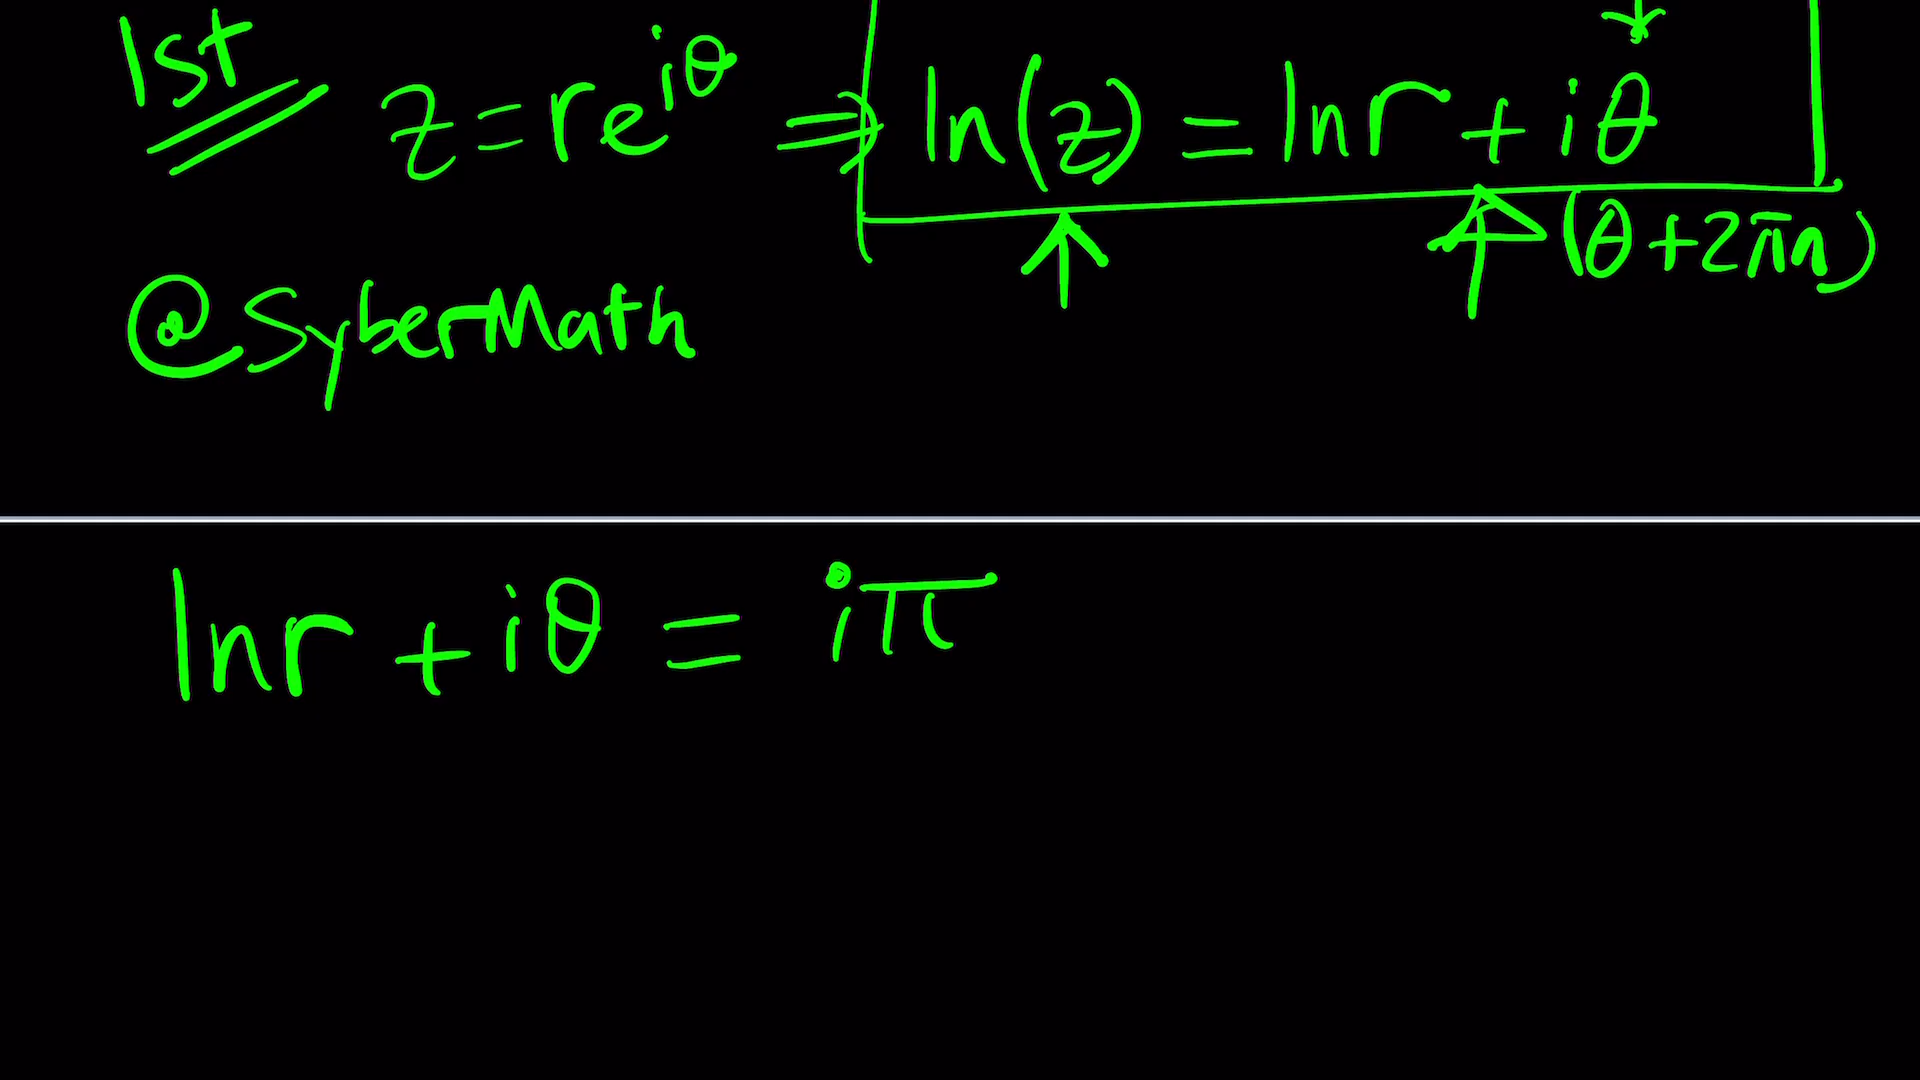 1st z=re^{iθ} ⇒ ln(z) = ln r + iθ
(θ+2πn)
@SyberMath
ln r + iθ = iπ